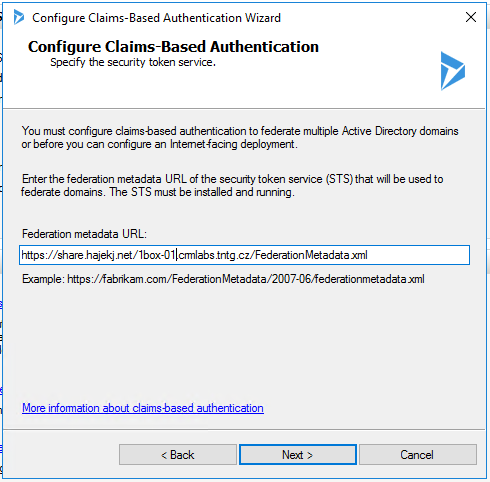 Configure Claims-Based Authentication Wizard
Configure Claims-Based Authentication
Specify the security token service.
You must configure claims-based authentication to federate multiple Active Directory domains
or before you can configure an Internet-facing deployment.
Enter the federation metadata URL of the security token service (STS) that will be used to
federate domains. The STS must be installed and running.
Federation metadata URL:
https://share.hajekj.net/1box-01.cmlabs.tntg.cz/FederationMetadata.xml
Example: https://fabrikam.com/FederationMetadata/2007-06/federationmetadata.xml
More information about claims-based authentication
< Back
Next >
Cancel